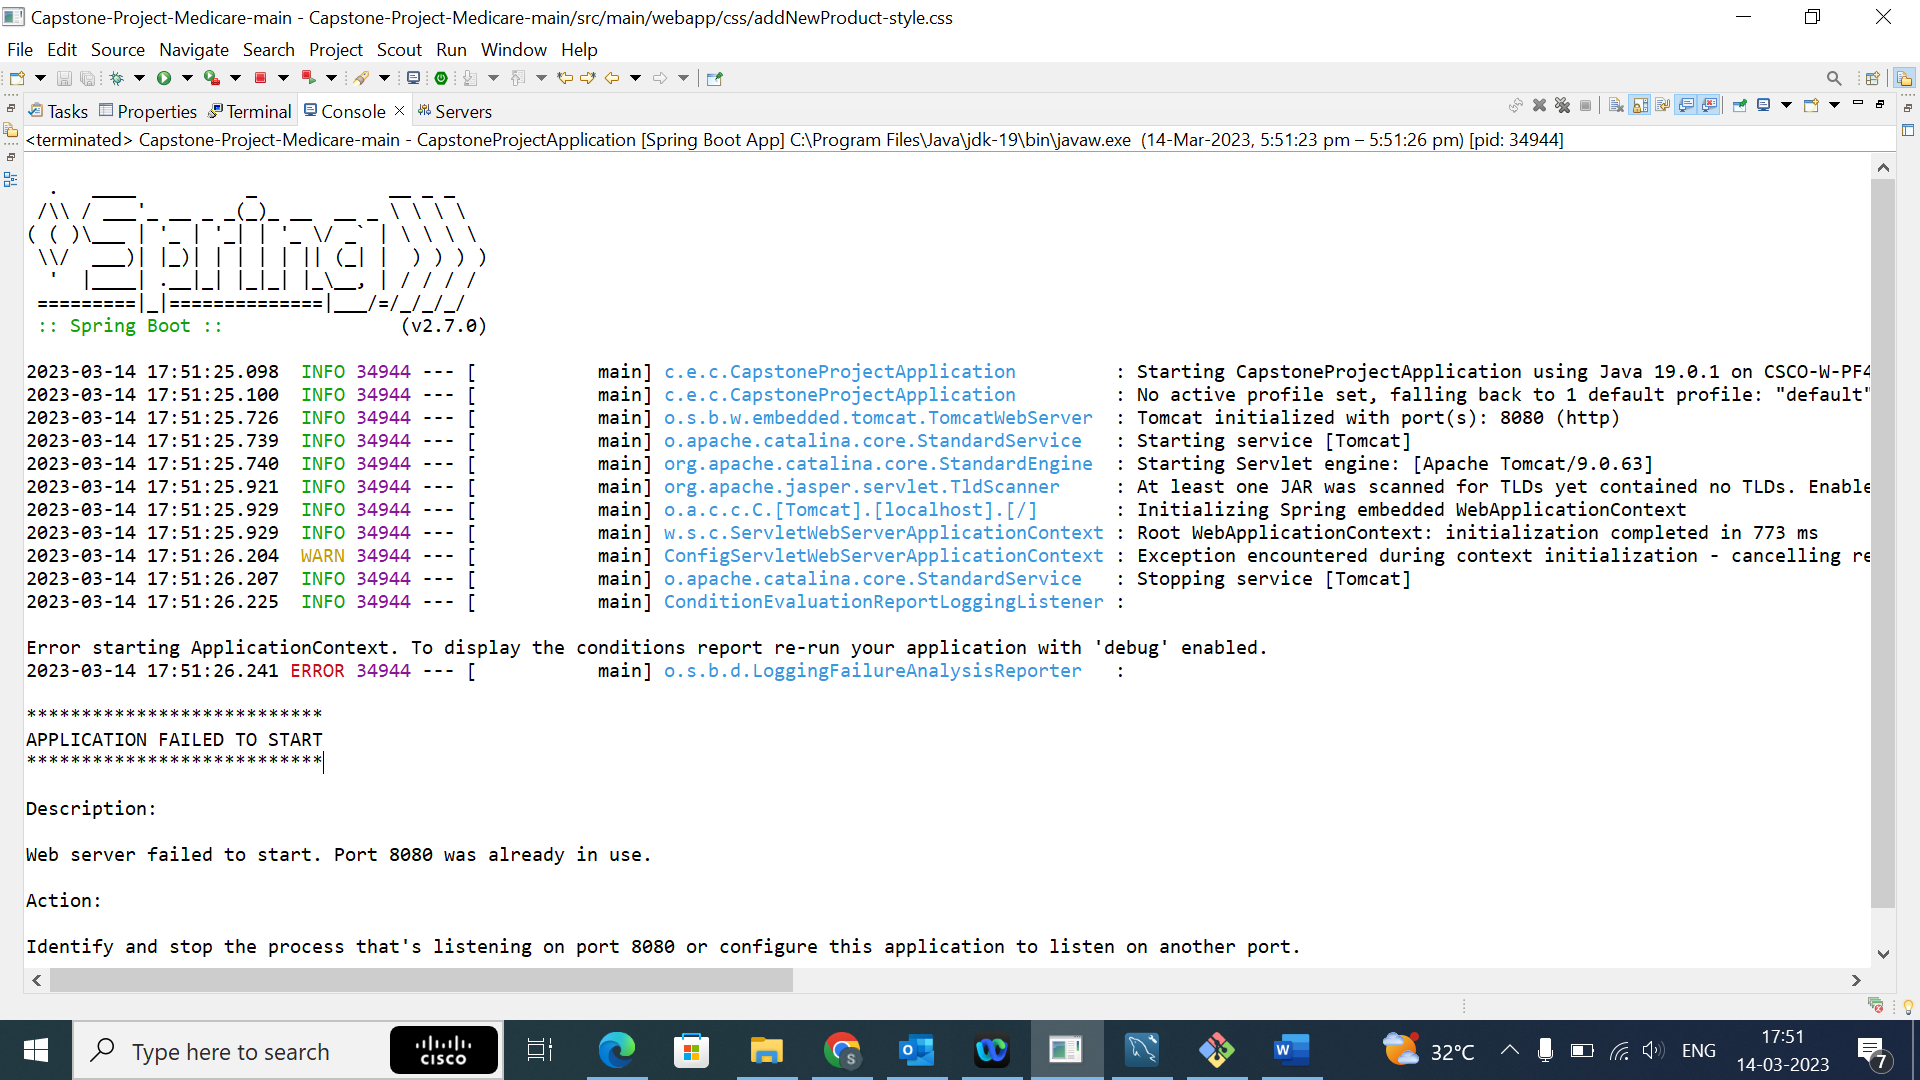 Capstone-Project-Medicare-main - Capstone-Project-Medicare-main/src/main/webapp/css/addNewProduct-style.css
File Edit Source Navigate Search Project Scout Run Window Help
Tasks Properties Terminal Console Servers
<terminated> Capstone-Project-Medicare-main - CapstoneProjectApplication [Spring Boot App] C:\Program Files\Java\jdk-19\bin\javaw.exe (14-Mar-2023, 5:51:23 pm – 5:51:26 pm) [pid: 34944]
  .   ____          _            __ _ _
 /\\ / ___'_ __ _ _(_)_ __  __ _ \ \ \ \
( ( )\___ | '_ | '_| | '_ \/ _` | \ \ \ \
 \\/  ___)| |_)| | | | | || (_| |  ) ) ) )
  '  |____| .__|_| |_|_| |_\__, | / / / /
 =========|_|==============|___/=/_/_/_/
 :: Spring Boot ::                (v2.7.0)
2023-03-14 17:51:25.098  INFO 34944 --- [           main] c.e.c.CapstoneProjectApplication         : Starting CapstoneProjectApplication using Java 19.0.1 on CSCO-W-PF4
2023-03-14 17:51:25.100  INFO 34944 --- [           main] c.e.c.CapstoneProjectApplication         : No active profile set, falling back to 1 default profile: "default"
2023-03-14 17:51:25.726  INFO 34944 --- [           main] o.s.b.w.embedded.tomcat.TomcatWebServer  : Tomcat initialized with port(s): 8080 (http)
2023-03-14 17:51:25.739  INFO 34944 --- [           main] o.apache.catalina.core.StandardService   : Starting service [Tomcat]
2023-03-14 17:51:25.740  INFO 34944 --- [           main] org.apache.catalina.core.StandardEngine  : Starting Servlet engine: [Apache Tomcat/9.0.63]
2023-03-14 17:51:25.921  INFO 34944 --- [           main] org.apache.jasper.servlet.TldScanner     : At least one JAR was scanned for TLDs yet contained no TLDs. Enable
2023-03-14 17:51:25.929  INFO 34944 --- [           main] o.a.c.c.C.[Tomcat].[localhost].[/]       : Initializing Spring embedded WebApplicationContext
2023-03-14 17:51:25.929  INFO 34944 --- [           main] w.s.c.ServletWebServerApplicationContext : Root WebApplicationContext: initialization completed in 773 ms
2023-03-14 17:51:26.204  WARN 34944 --- [           main] ConfigServletWebServerApplicationContext : Exception encountered during context initialization - cancelling re
2023-03-14 17:51:26.207  INFO 34944 --- [           main] o.apache.catalina.core.StandardService   : Stopping service [Tomcat]
2023-03-14 17:51:26.225  INFO 34944 --- [           main] ConditionEvaluationReportLoggingListener :
Error starting ApplicationContext. To display the conditions report re-run your application with 'debug' enabled.
2023-03-14 17:51:26.241 ERROR 34944 --- [           main] o.s.b.d.LoggingFailureAnalysisReporter   :
***************************
APPLICATION FAILED TO START
***************************
Description:
Web server failed to start. Port 8080 was already in use.
Action:
Identify and stop the process that's listening on port 8080 or configure this application to listen on another port.
Type here to search
CISCO
S
W
32°C
ENG
17:51
14-03-2023
7